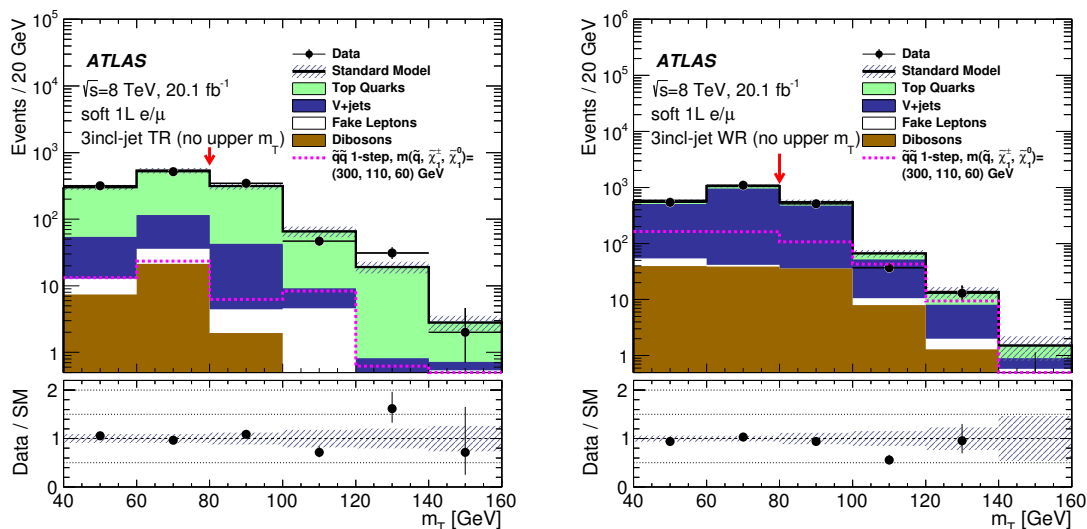 Events / 20 GeV
10⁵
10⁴
10³
10²
10
1
ATLAS
√s=8 TeV, 20.1 fb⁻¹
soft 1L e/μ
3incl-jet TR (no upper m_T)
Data
Standard Model
Top Quarks
V+jets
Fake Leptons
Dibosons
q̃q̃ 1-step, m(q̃, χ̃₁^±, χ̃₁⁰)=
(300, 110, 60) GeV
Data / SM
2
1
0
40 60 80 100 120 140 160
m_T [GeV]
Events / 20 GeV
10⁶
10⁵
10⁴
10³
10²
10
1
ATLAS
√s=8 TeV, 20.1 fb⁻¹
soft 1L e/μ
3incl-jet WR (no upper m_T)
Data
Standard Model
Top Quarks
V+jets
Fake Leptons
Dibosons
q̃q̃ 1-step, m(q̃, χ̃₁^±, χ̃₁⁰)=
(300, 110, 60) GeV
Data / SM
2
1
0
40 60 80 100 120 140 160
m_T [GeV]